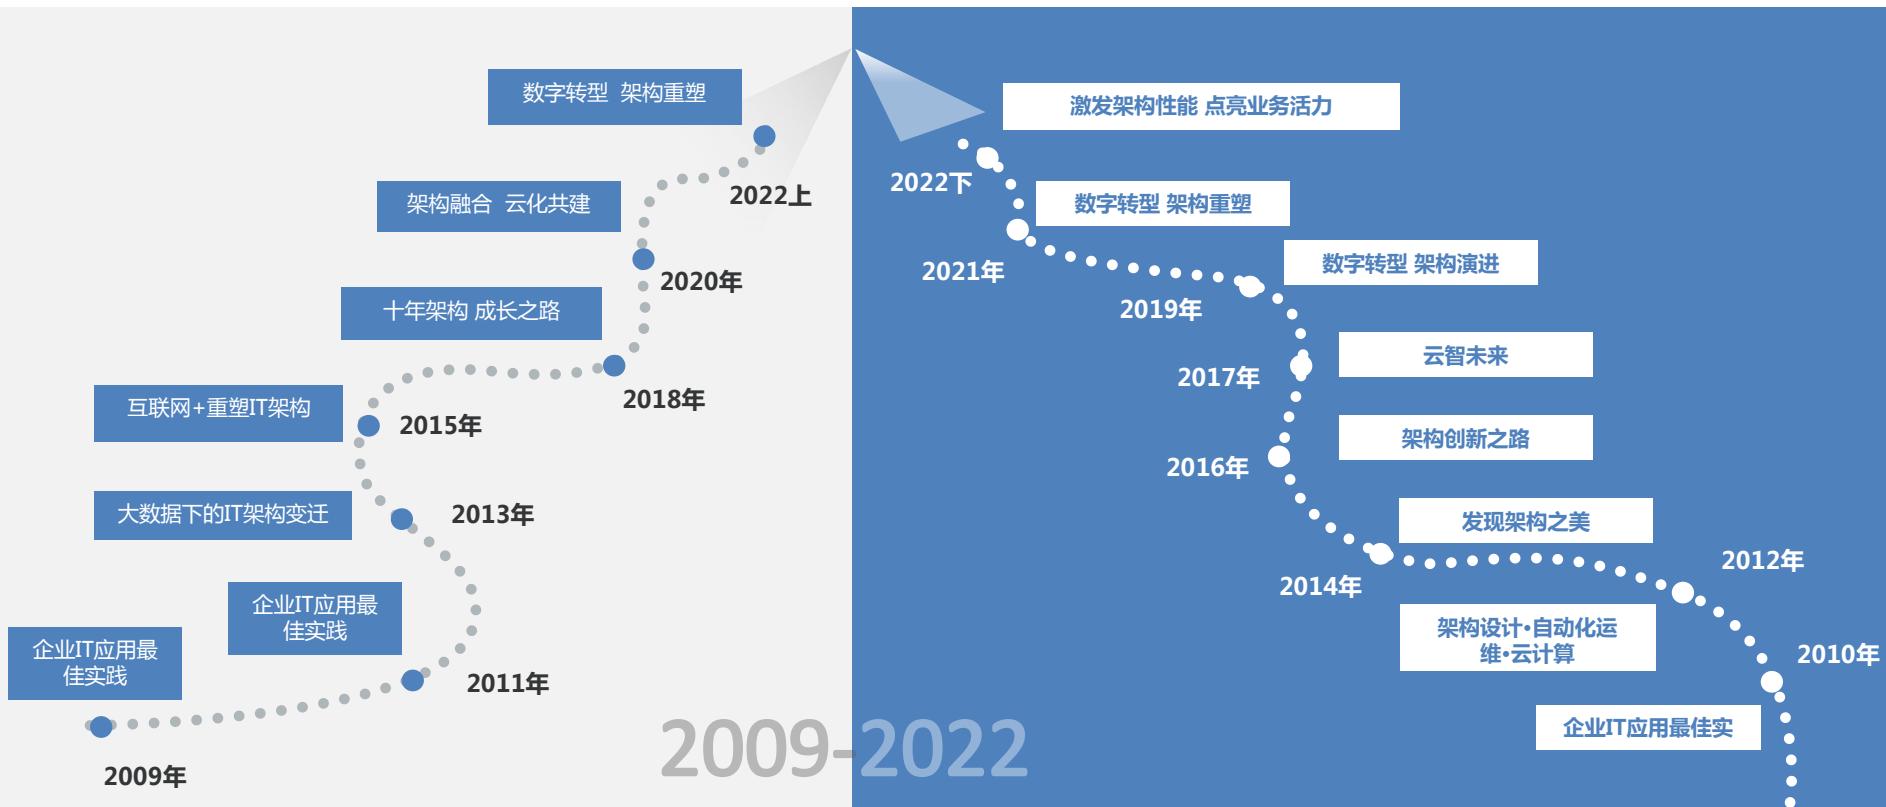 数字转型 架构重塑
2022上
架构融合 云化共建
2020年
十年架构 成长之路
2018年
互联网+重塑IT架构
2015年
大数据下的IT架构变迁
2013年
企业IT应用最
佳实践
2011年
企业IT应用最
佳实践
2009年
2009-2022
激发架构性能 点亮业务活力
2022下
数字转型 架构重塑
2021年
数字转型 架构演进
2019年
云智未来
2017年
架构创新之路
2016年
发现架构之美
2014年
2012年
架构设计•自动化运
维•云计算
2010年
企业IT应用最佳实